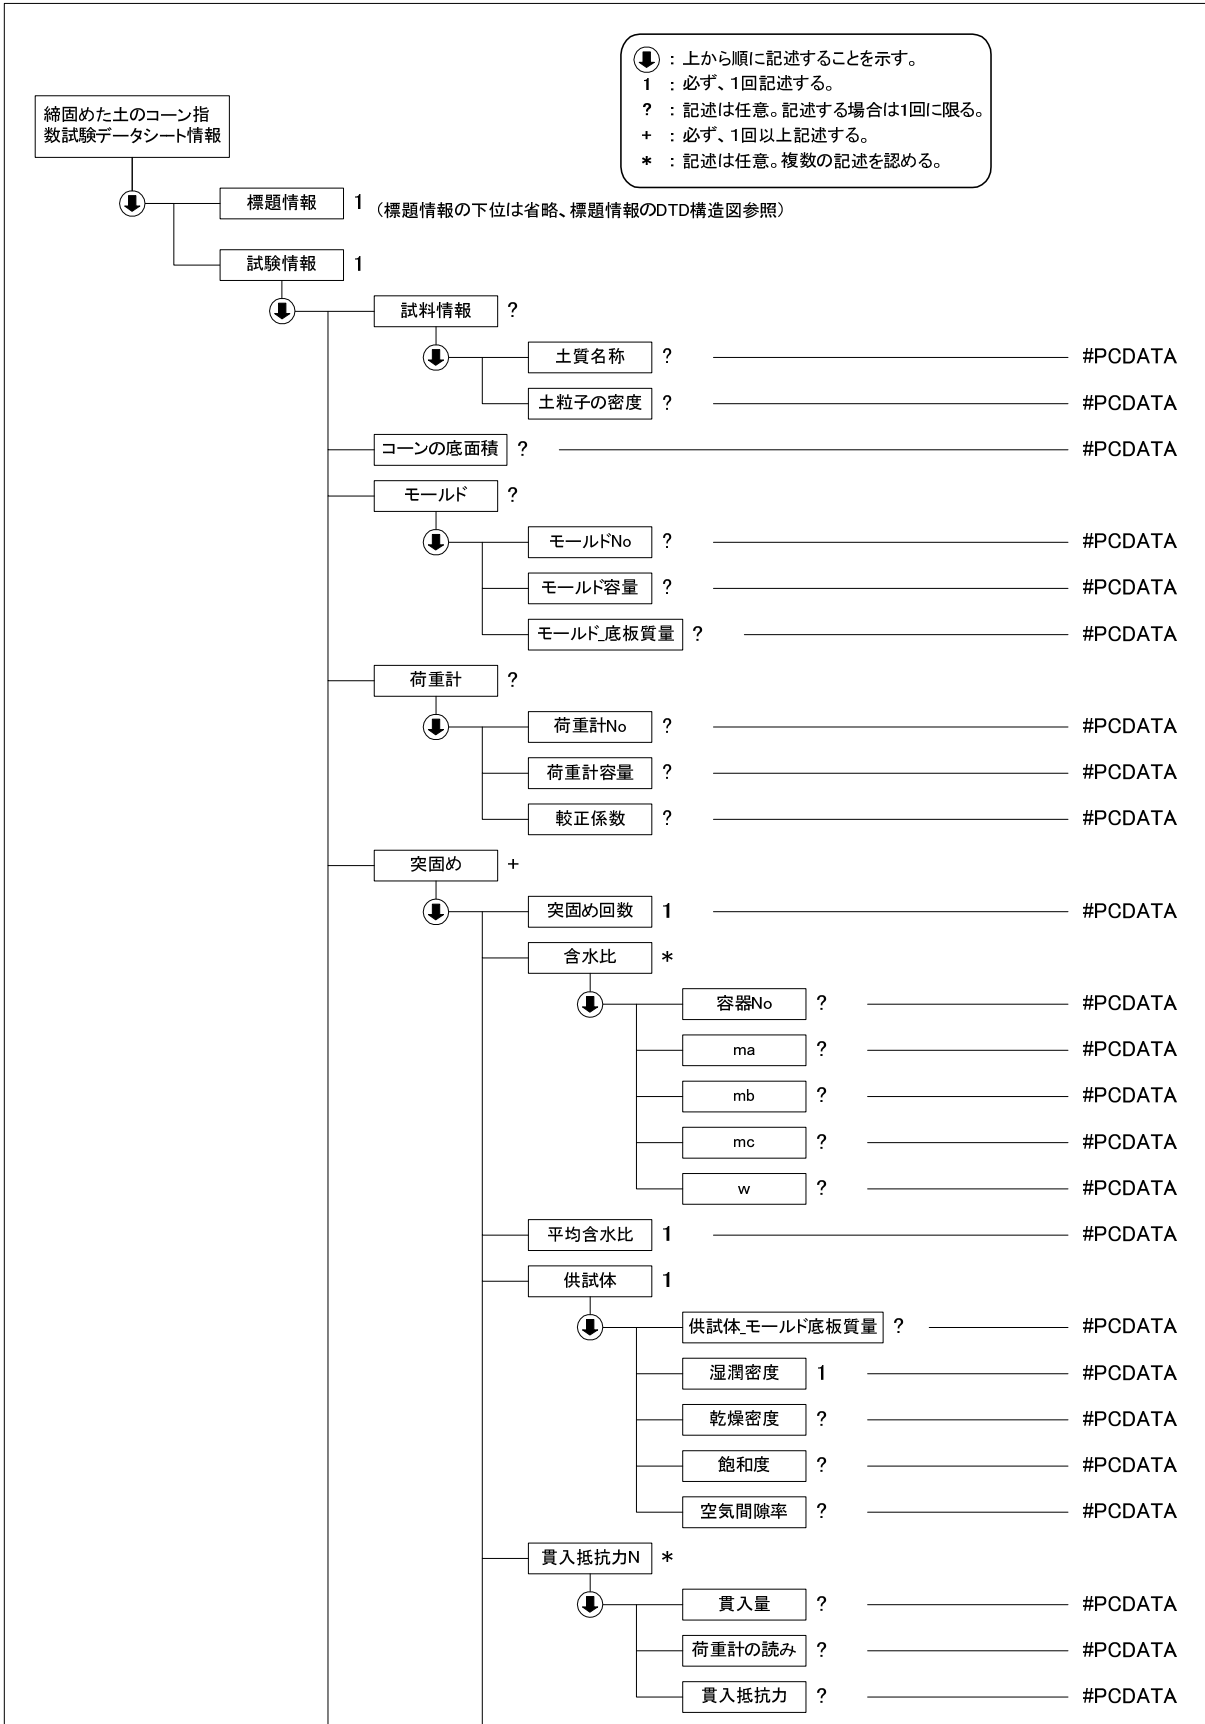 : 上から順に記述することを示す。
1 : 必ず、1回記述する。
? : 記述は任意。記述する場合は1回に限る。
+ : 必ず、1回以上記述する。
* : 記述は任意。複数の記述を認める。
締固めた土のコーン指
数試験データシート情報
標題情報 1 (標題情報の下位は省略、標題情報のDTD構造図参照)
試験情報 1
試料情報 ?
土質名称 ? #PCDATA
土粒子の密度 ? #PCDATA
コーンの底面積 ? #PCDATA
モールド ?
モールドNo ? #PCDATA
モールド容量 ? #PCDATA
モールド_底板質量 ? #PCDATA
荷重計 ?
荷重計No ? #PCDATA
荷重計容量 ? #PCDATA
較正係数 ? #PCDATA
突固め +
突固め回数 1 #PCDATA
含水比 *
容器No ? #PCDATA
ma ? #PCDATA
mb ? #PCDATA
mc ? #PCDATA
w ? #PCDATA
平均含水比 1 #PCDATA
供試体 1
供試体_モールド底板質量 ? #PCDATA
湿潤密度 1 #PCDATA
乾燥密度 ? #PCDATA
飽和度 ? #PCDATA
空気間隙率 ? #PCDATA
貫入抵抗力N *
貫入量 ? #PCDATA
荷重計の読み ? #PCDATA
貫入抵抗力 ? #PCDATA